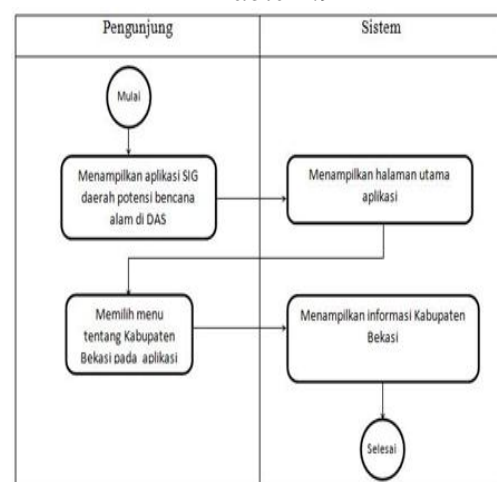 Pengunjung
Sistem
Mulai
Menampilkan aplikasi SIG
daerah potensi bencana
alam di DAS
Menampilkan halaman utama
aplikasi
Memilih menu
tentang Kabupaten
Bekasi pada aplikasi
Menampilkan informasi Kabupaten
Bekasi
Selesai